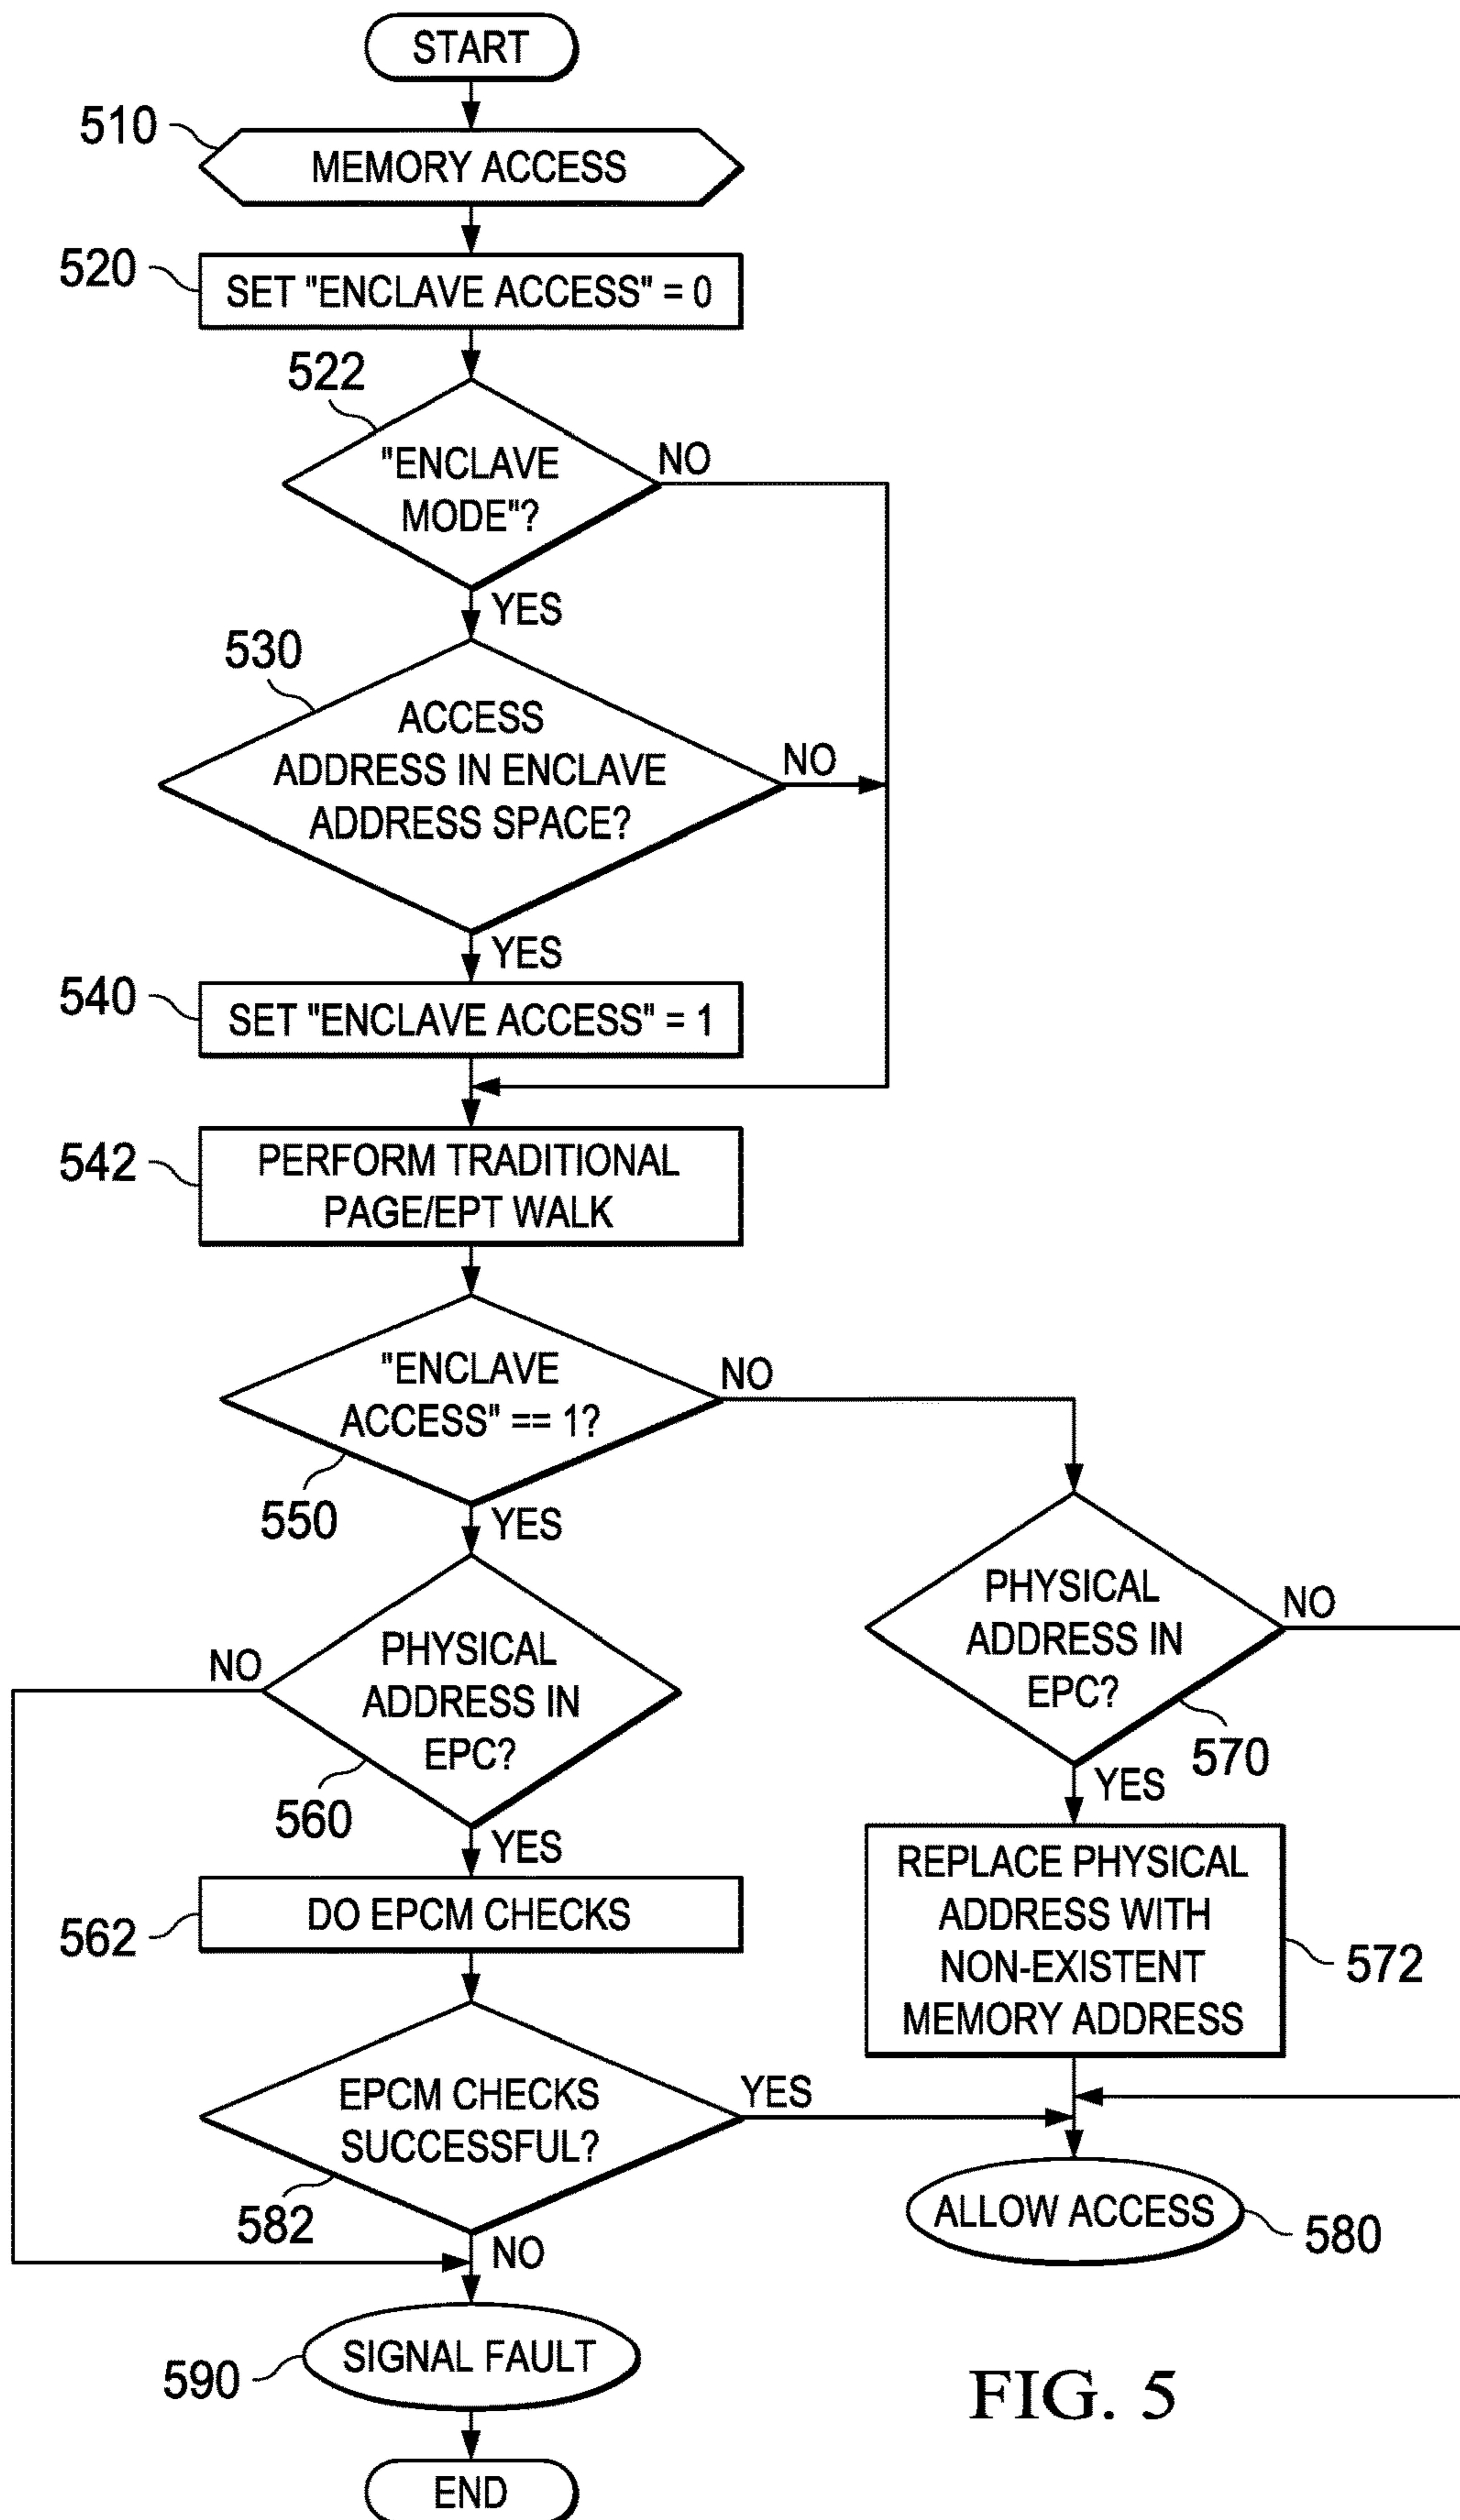 START
510
MEMORY ACCESS
520
SET "ENCLAVE ACCESS" = 0
522
"ENCLAVE
MODE"?
NO
YES
530
ACCESS
ADDRESS IN ENCLAVE
ADDRESS SPACE?
NO
YES
540
SET "ENCLAVE ACCESS" = 1
542
PERFORM TRADITIONAL
PAGE/EPT WALK
"ENCLAVE
ACCESS" == 1?
NO
550
YES
PHYSICAL
ADDRESS IN
EPC?
NO
560
YES
PHYSICAL
ADDRESS IN
EPC?
NO
570
YES
562
DO EPCM CHECKS
REPLACE PHYSICAL
ADDRESS WITH
NON-EXISTENT
MEMORY ADDRESS
572
EPCM CHECKS
SUCCESSFUL?
YES
582
NO
ALLOW ACCESS
580
SIGNAL FAULT
590
END
FIG. 5